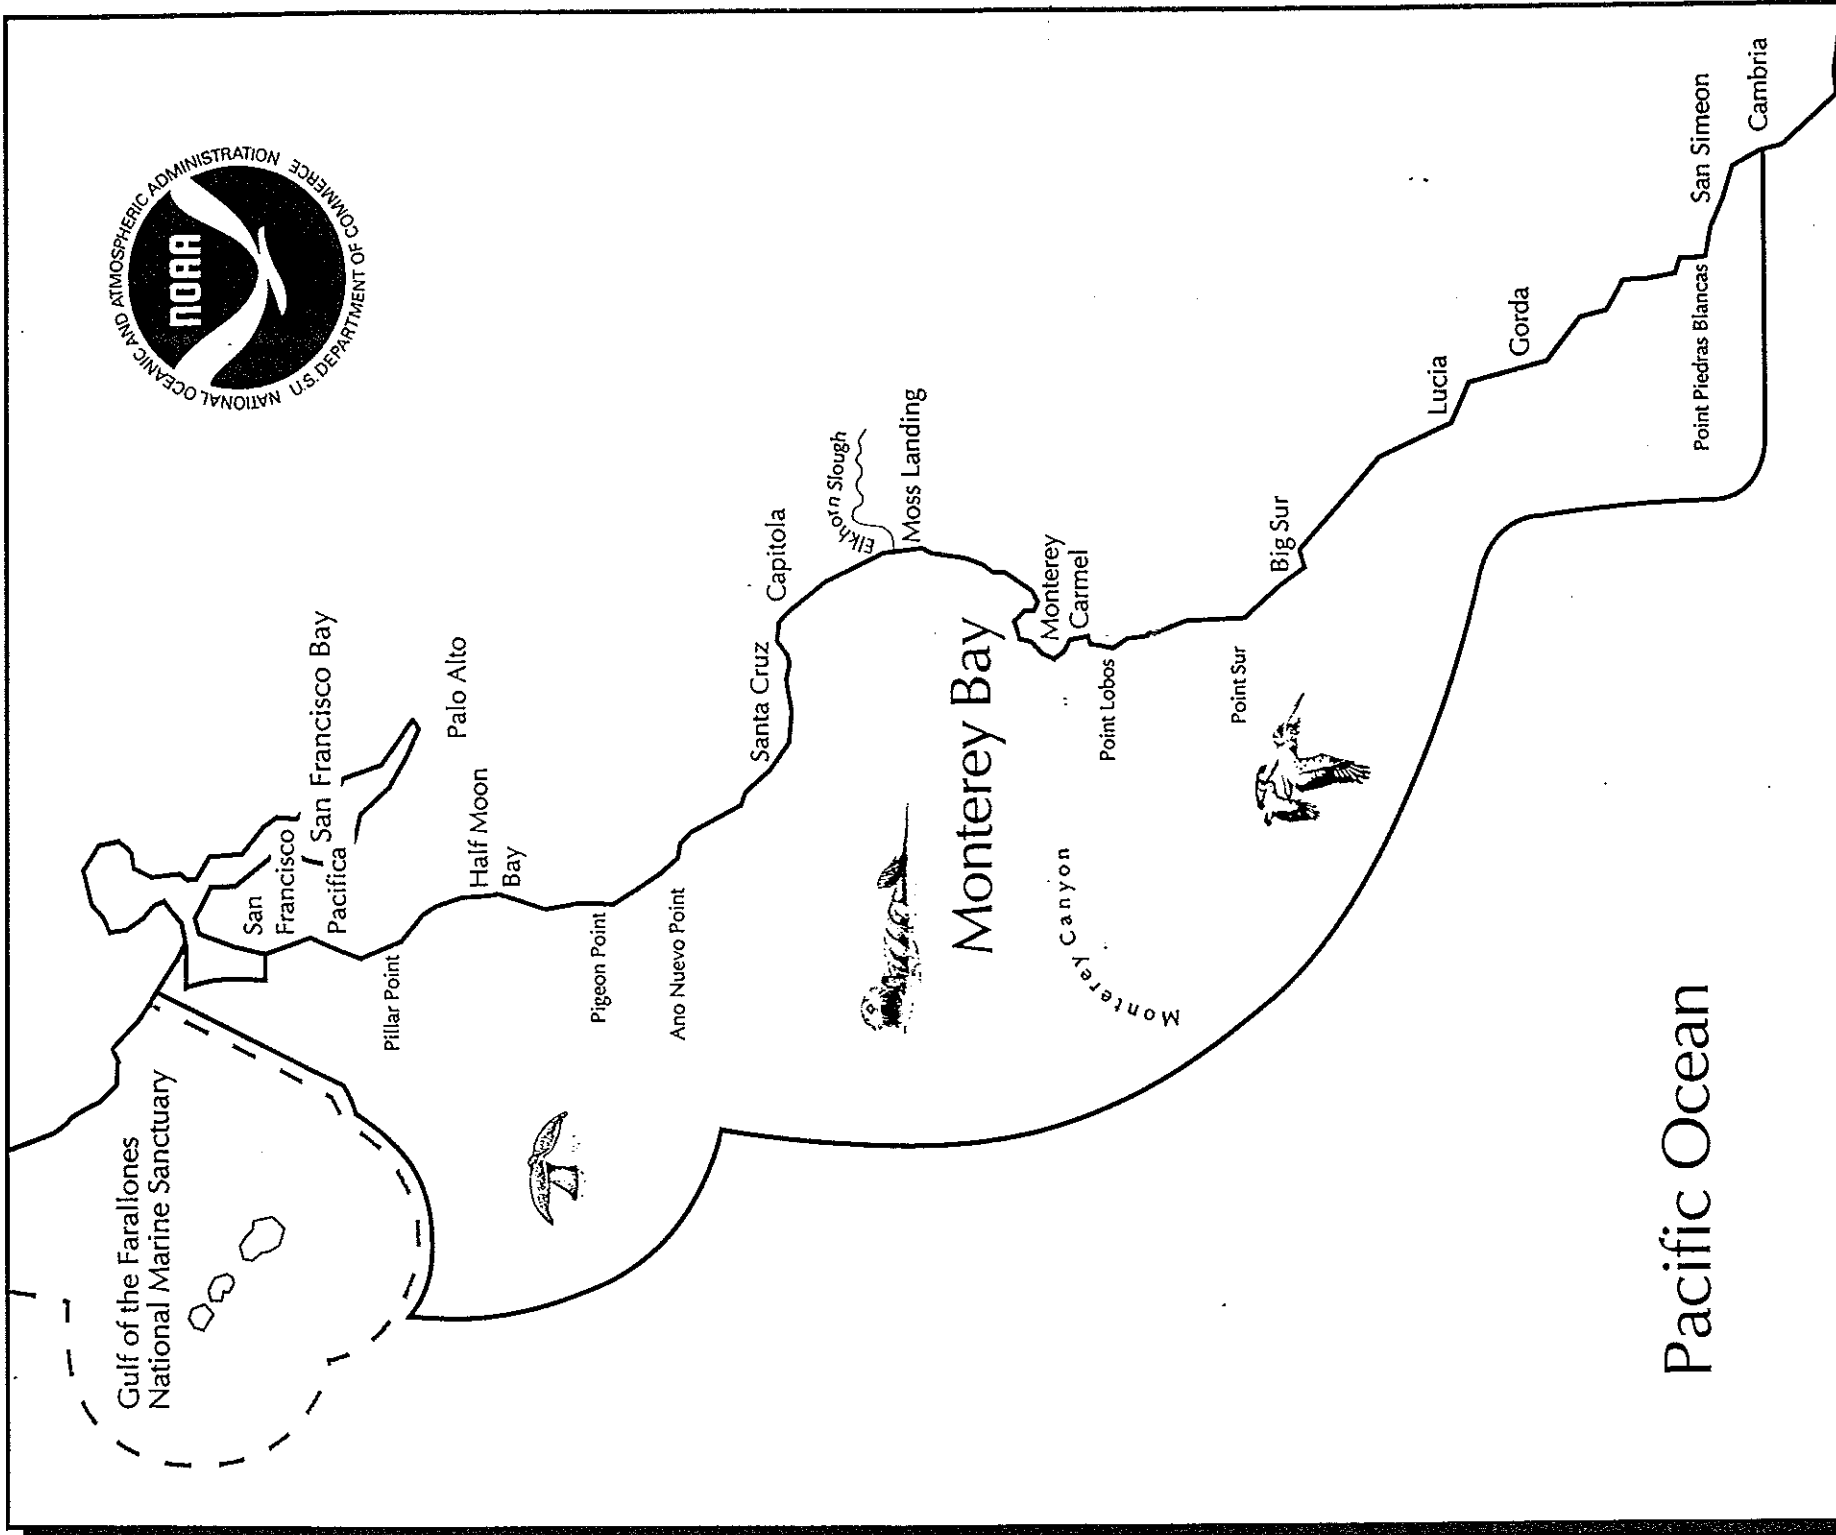 NATIONAL OCEANIC AND ATMOSPHERIC ADMINISTRATION
U.S. DEPARTMENT OF COMMERCE
NOAA
Gulf of the Farallones
National Marine Sanctuary
San
Francisco
San Francisco Bay
Pacifica
Pillar Point
Palo Alto
Half Moon
Bay
Pigeon Point
Ano Nuevo Point
Santa Cruz
Capitola
Elkhorn Slough
Moss Landing
Monterey Bay
Monterey
Carmel
Monterey Canyon
Point Lobos
Point Sur
Big Sur
Lucia
Gorda
Point Piedras Blancas
San Simeon
Cambria
Pacific Ocean